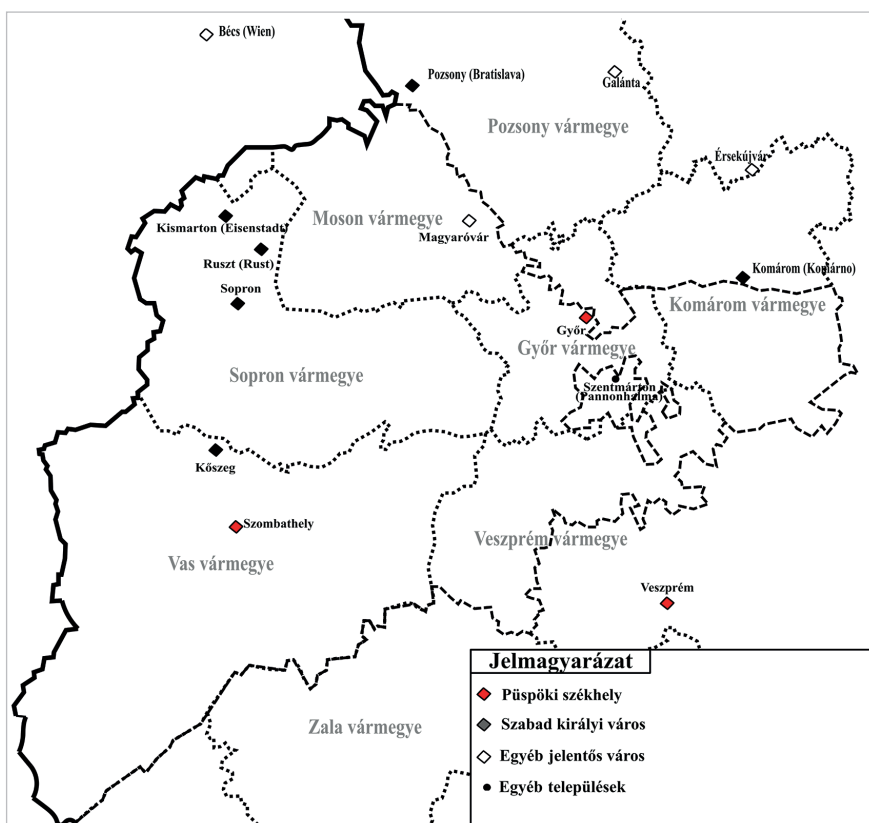 Bécs (Wien)
Pozsony (Bratislava)
Galánta
Pozsony vármegye
Érsekújvár
Kismarton (Eisenstadt)
Moson vármegye
Magyaróvár
Ruszt (Rust)
Sopron
Komárom (Komárno)
Komárom vármegye
Győr
Győr vármegye
Sopron vármegye
Szentmárton
(Pannonhalma)
Kőszeg
Szombathely
Vas vármegye
Veszprém vármegye
Veszprém
Zala vármegye
Jelmagyarázat
Püspöki székhely
Szabad királyi város
Egyéb jelentős város
Egyéb települések